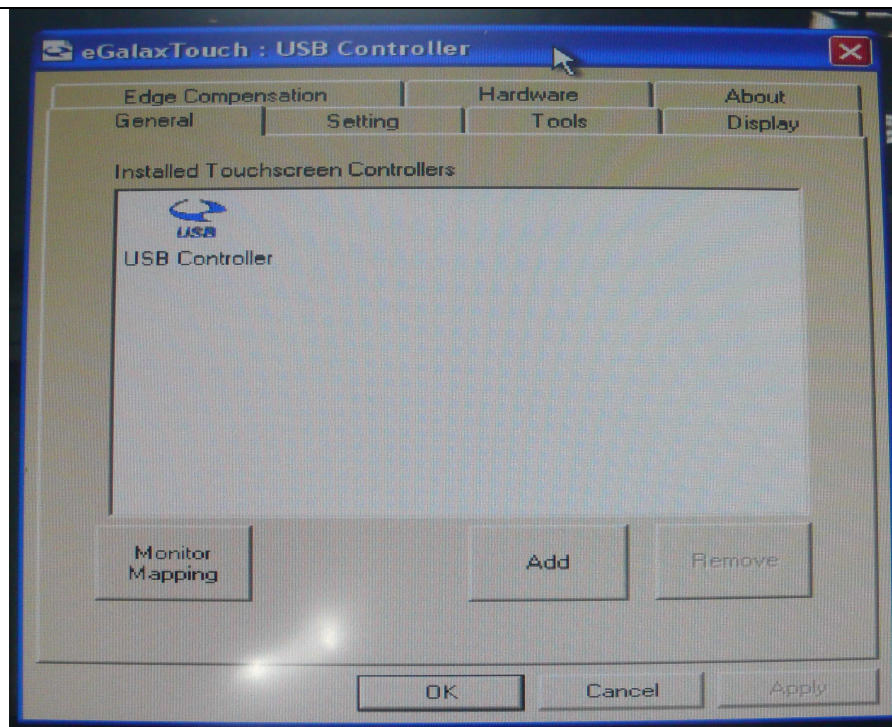 eGalaxTouch : USB Controller
Edge Compensation Hardware About
General Setting Tools Display
Installed Touchscreen Controllers
USB
USB Controller
Monitor
Mapping
Add
Remove
OK Cancel Apply